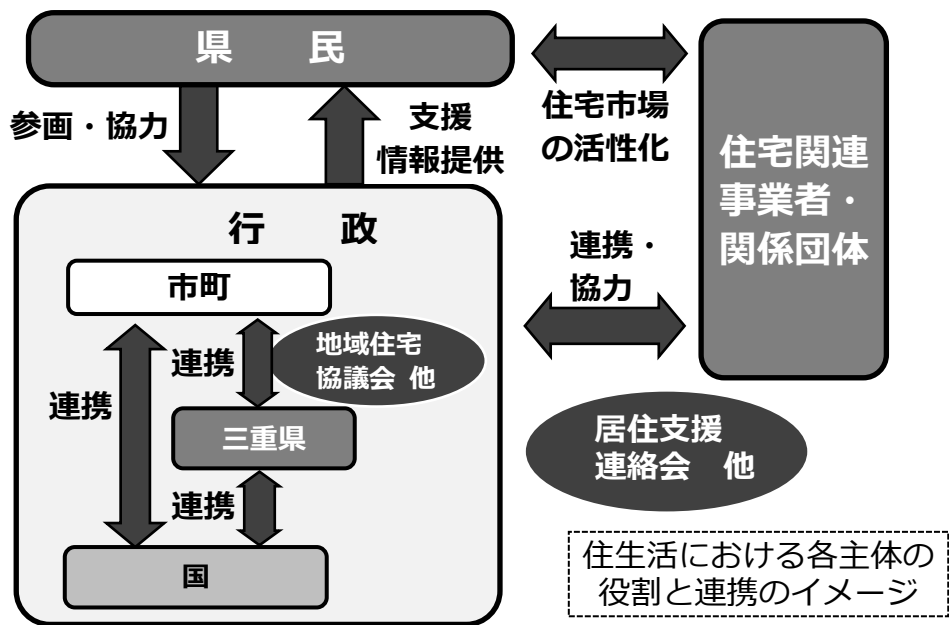 県　　民
参画・協力
支援
情報提供
住宅市場
の活性化
住宅関連
事業者・
関係団体
行　　政
市町
連携・
協力
連携
連携
地域住宅
協議会 他
三重県
連携
国
居住支援
連絡会　他
住生活における各主体の
役割と連携のイメージ